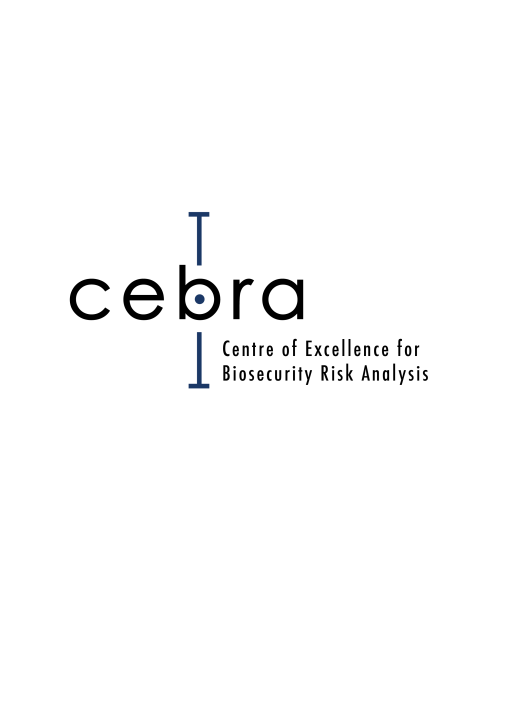 cebra
Centre of Excellence for
Biosecurity Risk Analysis